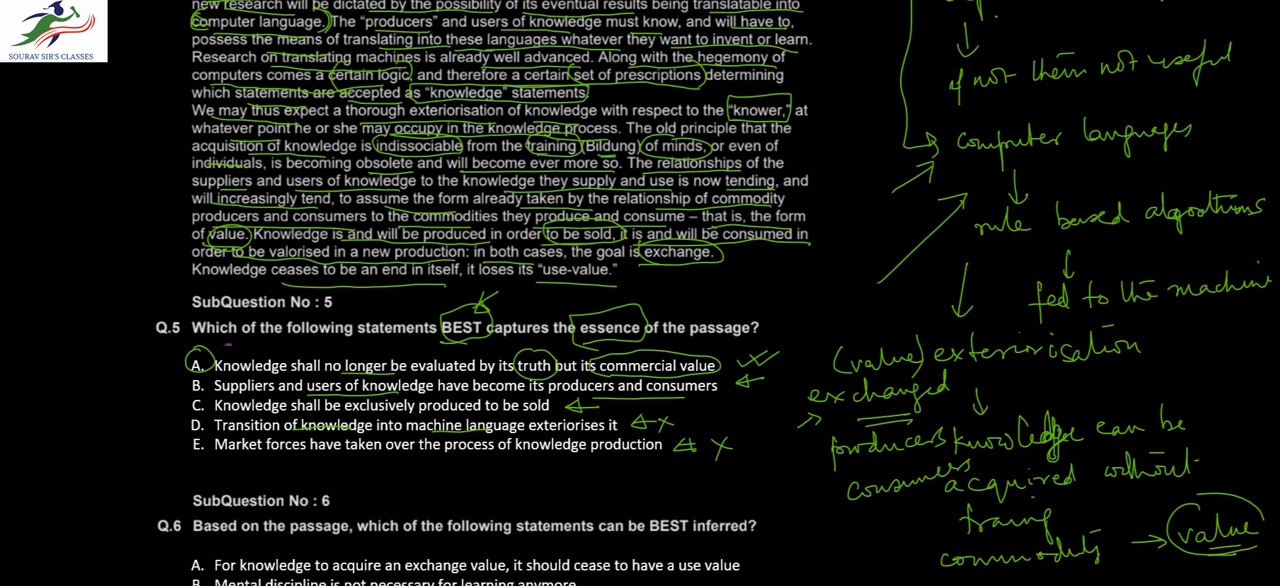 new research will be dictated by the possibility of its eventual results being translatable into
computer language. The "producers" and users of knowledge must know, and will have to,
possess the means of translating into these languages whatever they want to invent or learn.
Research on translating machines is already well advanced. Along with the hegemony of
computers comes a certain logic, and therefore a certain set of prescriptions determining
which statements are accepted as "knowledge" statements.
We may thus expect a thorough exteriorisation of knowledge with respect to the "knower," at
whatever point he or she may occupy in the knowledge process. The old principle that the
acquisition of knowledge is indissociable from the training (Bildung) of minds, or even of
individuals, is becoming obsolete and will become ever more so. The relationships of the
suppliers and users of knowledge to the knowledge they supply and use is now tending, and
will increasingly tend, to assume the form already taken by the relationship of commodity
producers and consumers to the commodities they produce and consume – that is, the form
of value. Knowledge is and will be produced in order to be sold, it is and will be consumed in
order to be valorised in a new production: in both cases, the goal is exchange.
Knowledge ceases to be an end in itself, it loses its "use-value."
SOURAV SIR'S CLASSES
SubQuestion No : 5
Q.5 Which of the following statements BEST captures the essence of the passage?
A. Knowledge shall no longer be evaluated by its truth but its commercial value
B. Suppliers and users of knowledge have become its producers and consumers
C. Knowledge shall be exclusively produced to be sold
D. Transition of knowledge into machine language exteriorises it
E. Market forces have taken over the process of knowledge production
SubQuestion No : 6
Q.6 Based on the passage, which of the following statements can be BEST inferred?
A. For knowledge to acquire an exchange value, it should cease to have a use value
B. Mental discipline is not necessary for learning anymore
if not them not useful
computer languages
rule based algorithms
fed to the machine
(value) exteriorisation
exchanged
producers knowledge can be
consumers acquired without
traing
commodity → value